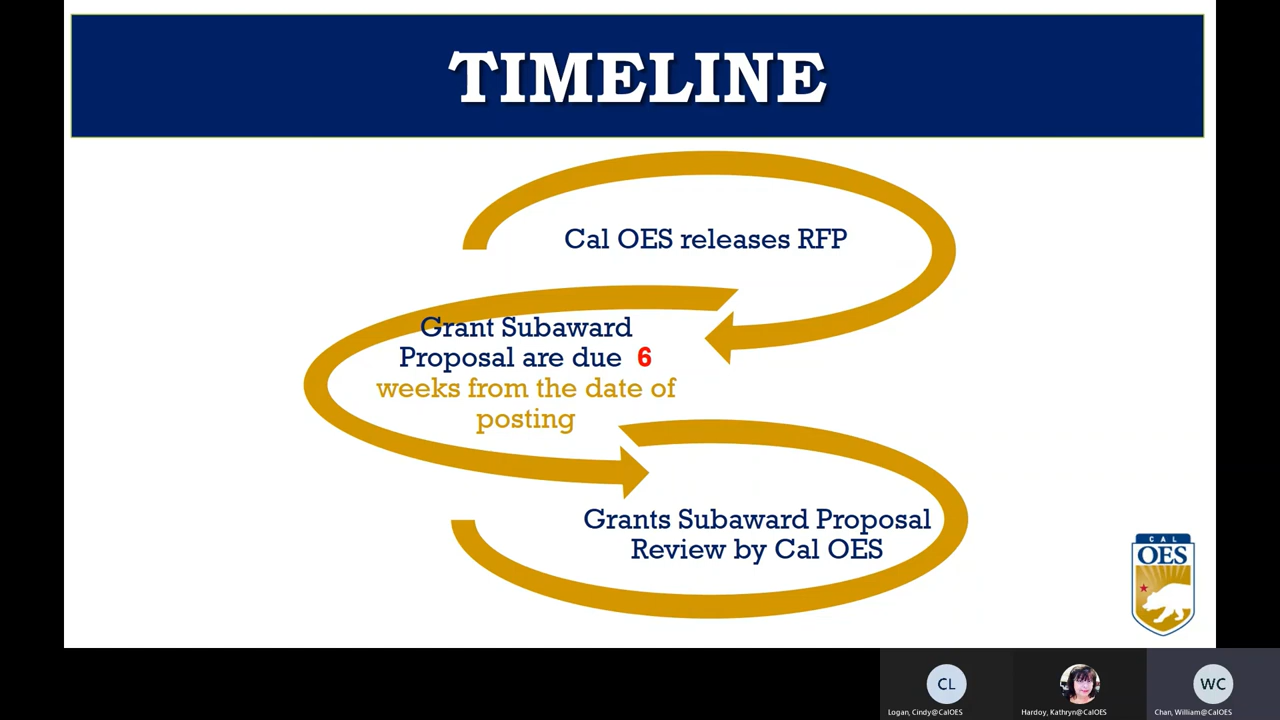 TIMELINE
Cal OES releases RFP
Grant Subaward
Proposal are due 6
weeks from the date of
posting
Grants Subaward Proposal
Review by Cal OES
CAL
OES
CL
WC
Logan, Cindy@CalOES
Hardoy, Kathryn@CalOES
Chan, William@CalOES